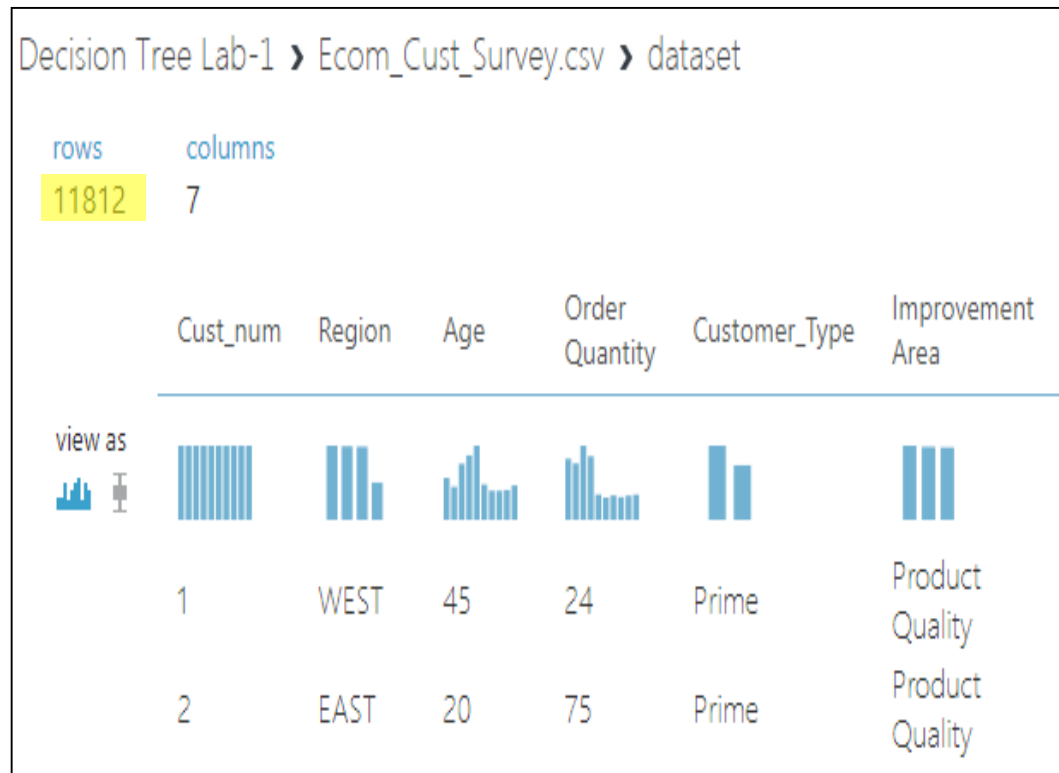 Decision Tree Lab-1 › Ecom_Cust_Survey.csv › dataset
rows columns
11812 7
Cust_num Region Age Order Quantity Customer_Type Improvement Area
view as
1 WEST 45 24 Prime Product Quality
2 EAST 20 75 Prime Product Quality